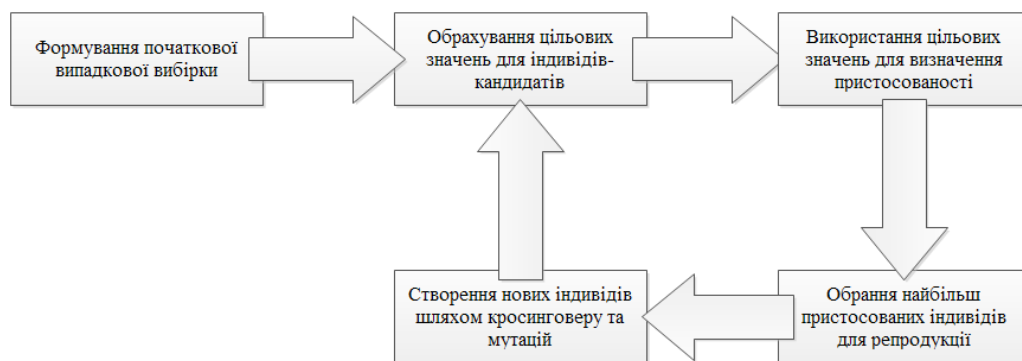 Формування початкової
випадкової вибірки
Обрахування цільових
значень для індивідів-
кандидатів
Використання цільових
значень для визначення
пристосованості
Обрання найбільш
пристосованих індивідів
для репродукції
Створення нових індивідів
шляхом кросинговеру та
мутацій